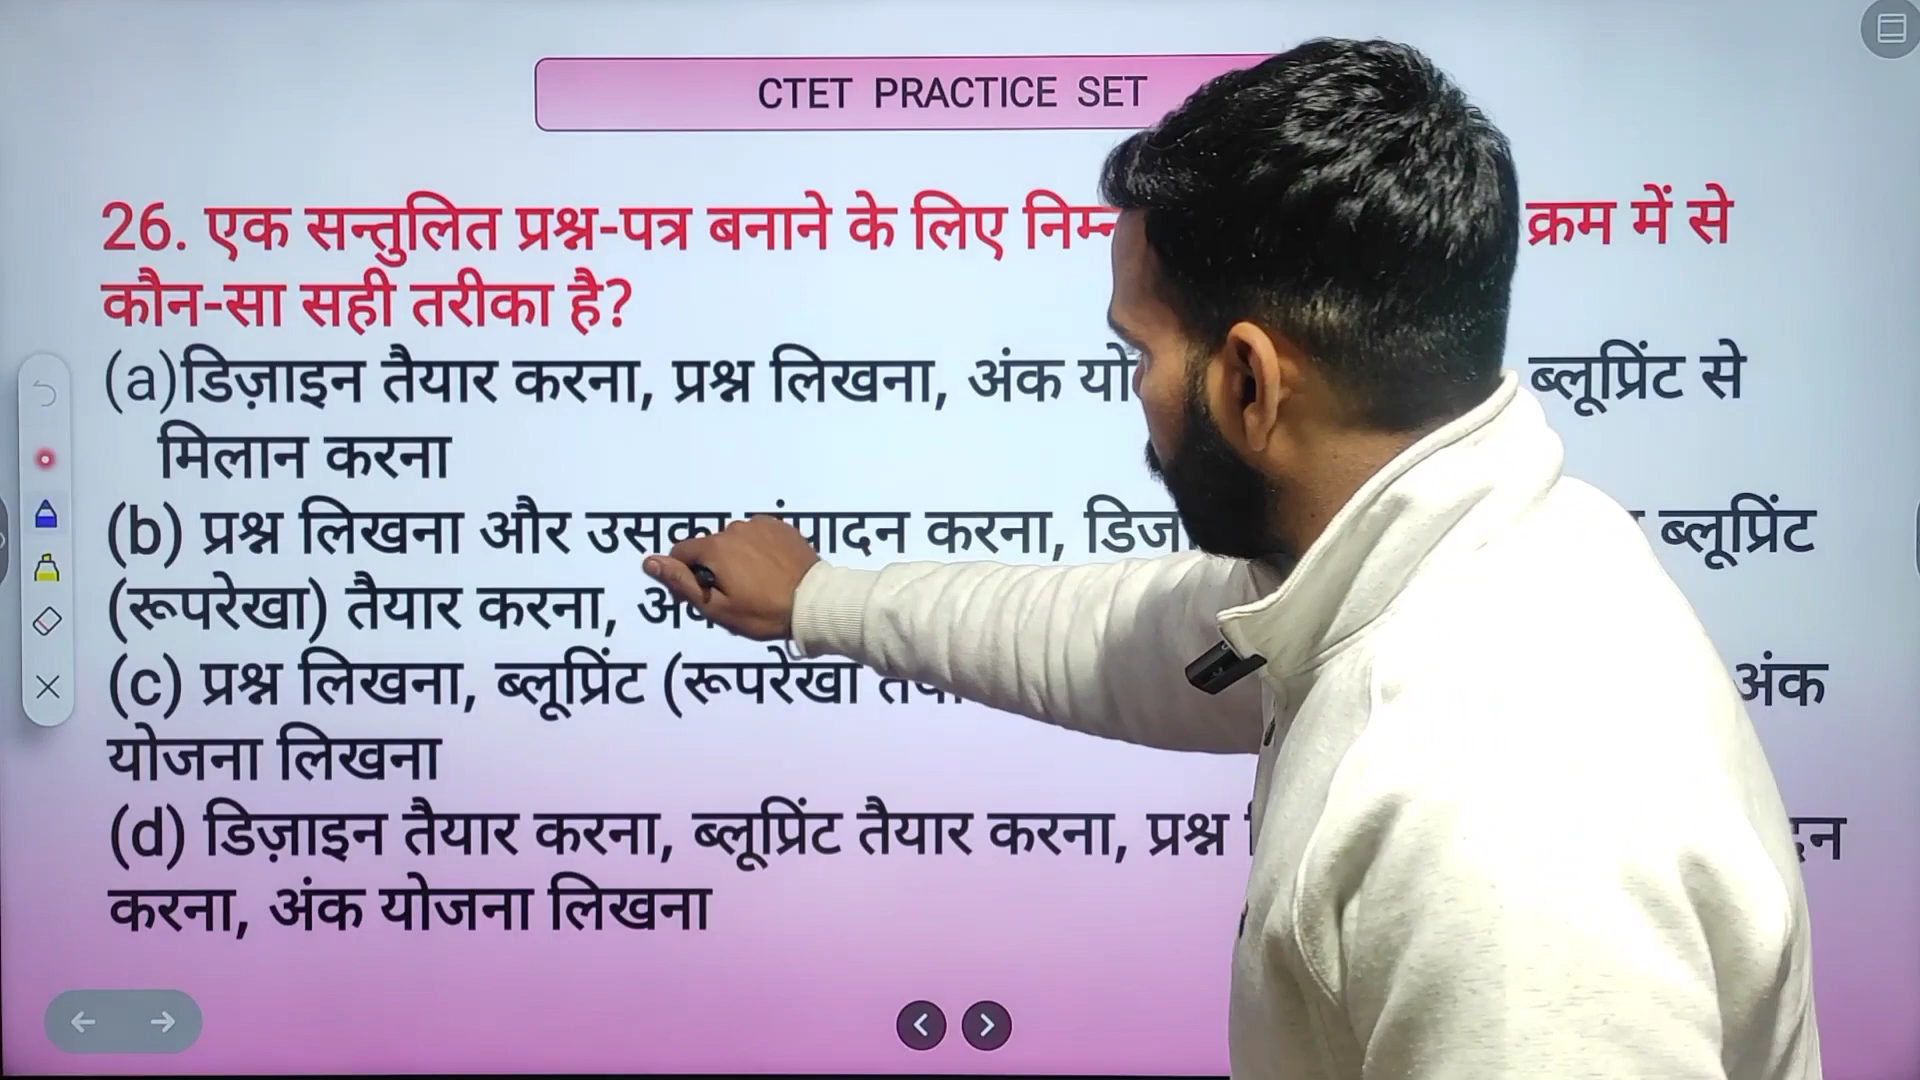 CTET PRACTICE SET
26. एक सन्तुलित प्रश्न-पत्र बनाने के लिए क्रम में से
कौन-सा सही तरीका है?
(a)डिज़ाइन तैयार करना, प्रश्न लिखना, अंक ब्लूप्रिंट से
मिलान करना
(b) प्रश्न लिखना और उसका संपादन करना, ब्लूप्रिंट
(रूपरेखा) तैयार करना,
(c) प्रश्न लिखना, ब्लूप्रिंट (रूपरेखा अंक
योजना लिखना
(d) डिज़ाइन तैयार करना, ब्लूप्रिंट तैयार करना, प्रश्न
करना, अंक योजना लिखना